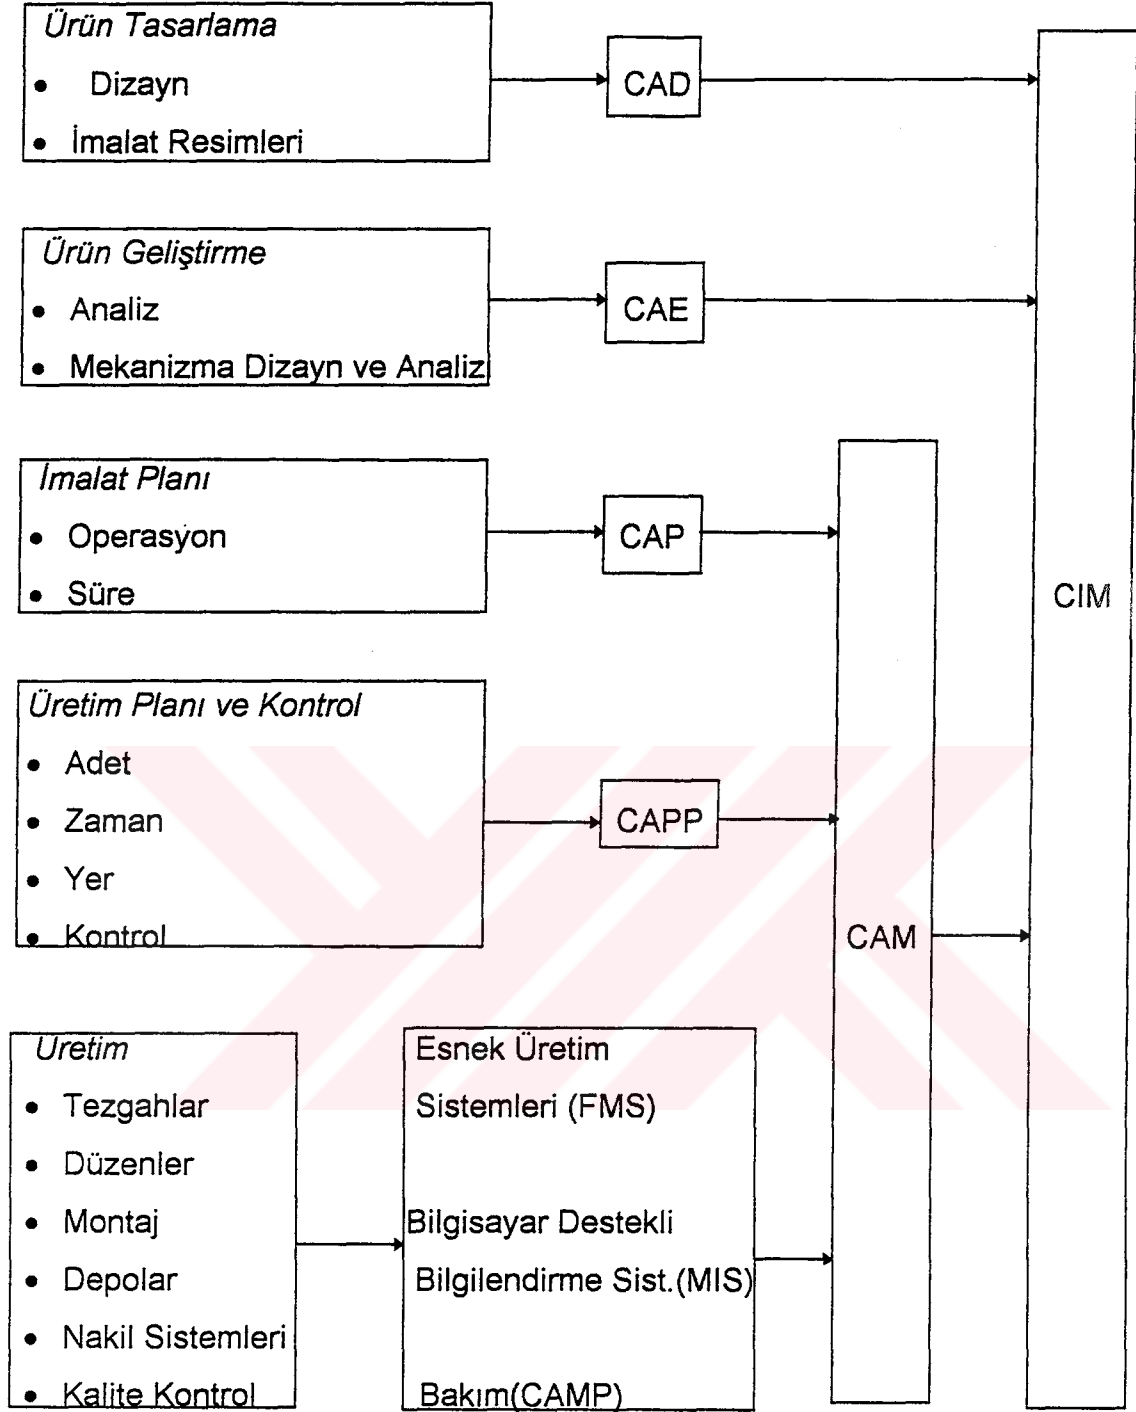 Ürün Tasarlama
• Dizayn
• İmalat Resimleri
CAD
Ürün Geliştirme
• Analiz
• Mekanizma Dizayn ve Analiz
CAE
İmalat Planı
• Operasyon
• Süre
CAP
CIM
Üretim Planı ve Kontrol
• Adet
• Zaman
• Yer
• Kontrol
CAPP
CAM
Üretim
• Tezgahlar
• Düzenler
• Montaj
• Depolar
• Nakil Sistemleri
• Kalite Kontrol
Esnek Üretim
Sistemleri (FMS)
Bilgisayar Destekli
Bilgilendirme Sist.(MIS)
Bakım(CAMP)